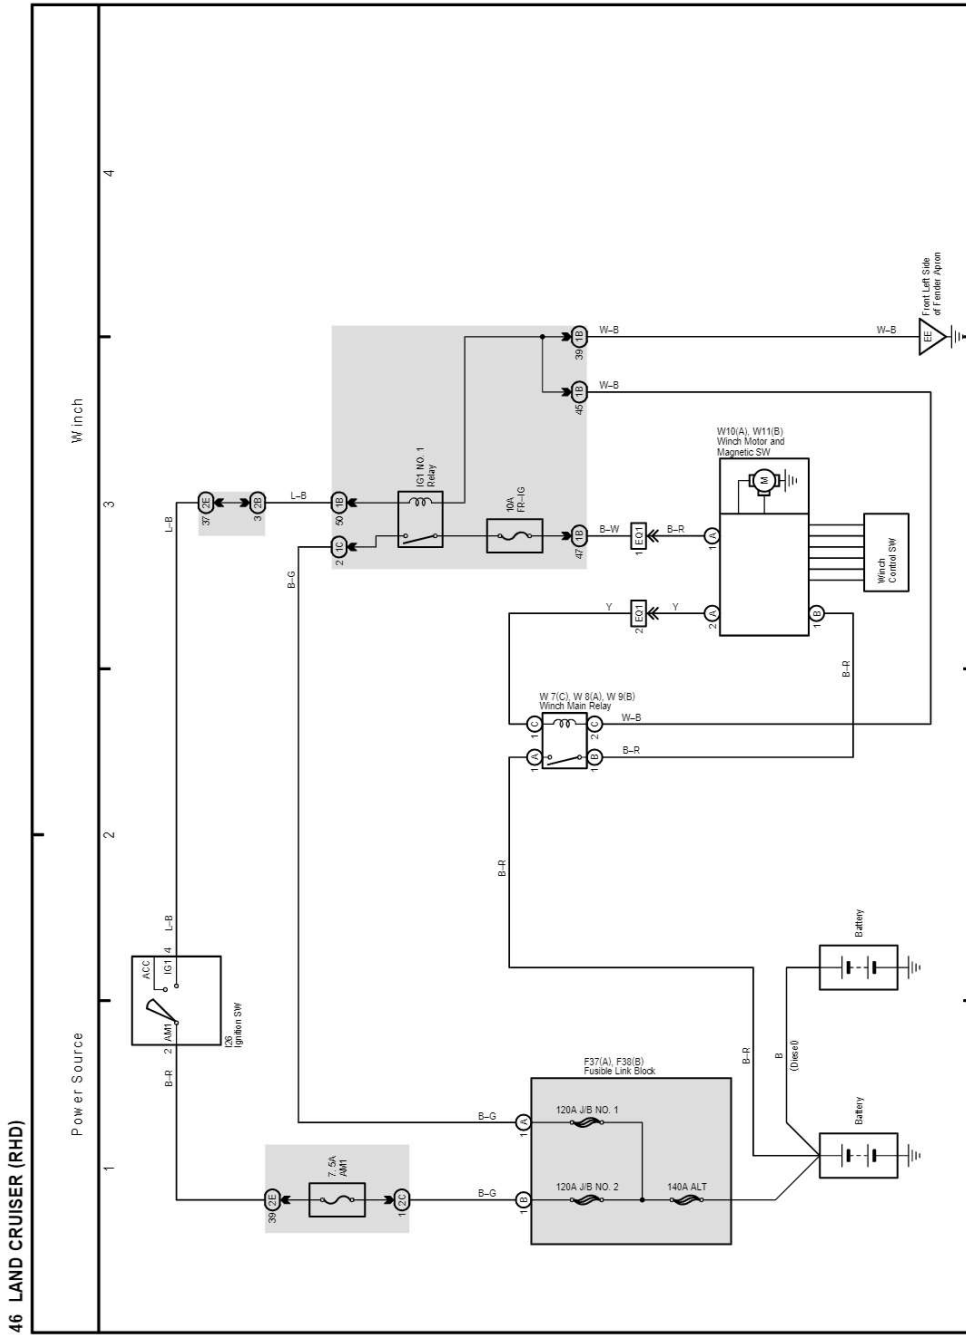 46 LAND CRUISER (RHD)
Power Source
Winch
1
2
3
4
I26
Ignition SW
ACC
2
AM1
IG1
4
B–R
L–B
L–B
37
2E
3
2B
L–B
39
2E
7. 5A
AM1
1
2C
B–G
B–G
B–G
F37(A), F38(B)
Fusible Link Block
1
A
1
B
120A J/B NO. 1
120A J/B NO. 2
140A ALT
Battery
Battery
B
(Diesel)
B–R
B–R
50
1B
2
1C
IG1 NO. 1
Relay
10A
FR–IG
47
1B
45
1B
39
1B
W–B
W–B
W–B
B–W
1
EQ1
B–R
1
A
Y
2
EQ1
Y
2
A
W 7(C), W 8(A), W 9(B)
Winch Main Relay
1
C
2
C
1
A
1
B
W–B
B–R
B–R
W10(A), W11(B)
Winch Motor and
Magnetic SW
M
1
B
Winch
Control SW
EE
Front Left Side
of Fender Apron